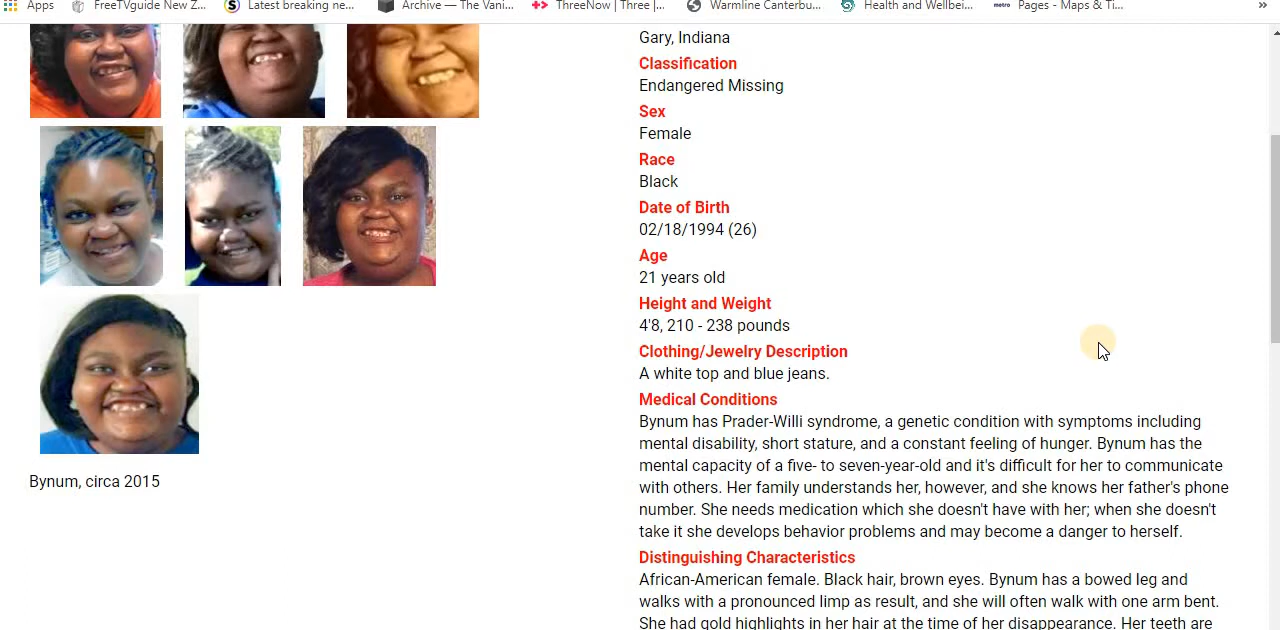 Apps FreeTVguide New Z... Latest breaking ne... Archive — The Vani... ThreeNow | Three |... Warmline Canterbu... Health and Wellbei... metro Pages - Maps & Ti... »
Gary, Indiana
Classification
Endangered Missing
Sex
Female
Race
Black
Date of Birth
02/18/1994 (26)
Age
21 years old
Height and Weight
4'8, 210 - 238 pounds
Clothing/Jewelry Description
A white top and blue jeans.
Medical Conditions
Bynum has Prader-Willi syndrome, a genetic condition with symptoms including
mental disability, short stature, and a constant feeling of hunger. Bynum has the
mental capacity of a five- to seven-year-old and it's difficult for her to communicate
with others. Her family understands her, however, and she knows her father's phone
number. She needs medication which she doesn't have with her; when she doesn't
take it she develops behavior problems and may become a danger to herself.
Distinguishing Characteristics
African-American female. Black hair, brown eyes. Bynum has a bowed leg and
walks with a pronounced limp as result, and she will often walk with one arm bent.
She had gold highlights in her hair at the time of her disappearance. Her teeth are
Bynum, circa 2015